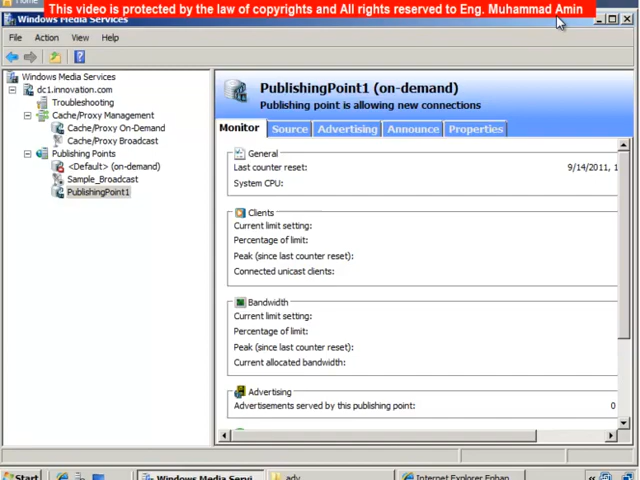 Home
This video is protected by the law of copyrights and All rights reserved to Eng. Muhammad Amin
Windows Media Services
File Action View Help
Windows Media Services
dc1.innovation.com
Troubleshooting
Cache/Proxy Management
Cache/Proxy On-Demand
Cache/Proxy Broadcast
Publishing Points
<Default> (on-demand)
Sample_Broadcast
PublishingPoint1
PublishingPoint1 (on-demand)
Publishing point is allowing new connections
Monitor Source Advertising Announce Properties
General
Last counter reset: 9/14/2011, 1
System CPU:
Clients
Current limit setting:
Percentage of limit:
Peak (since last counter reset):
Connected unicast clients:
Bandwidth
Current limit setting:
Percentage of limit:
Peak (since last counter reset):
Current allocated bandwidth:
Advertising
Advertisements served by this publishing point: 0
Start Windows Media Servi... adv Internet Explorer Enhan...